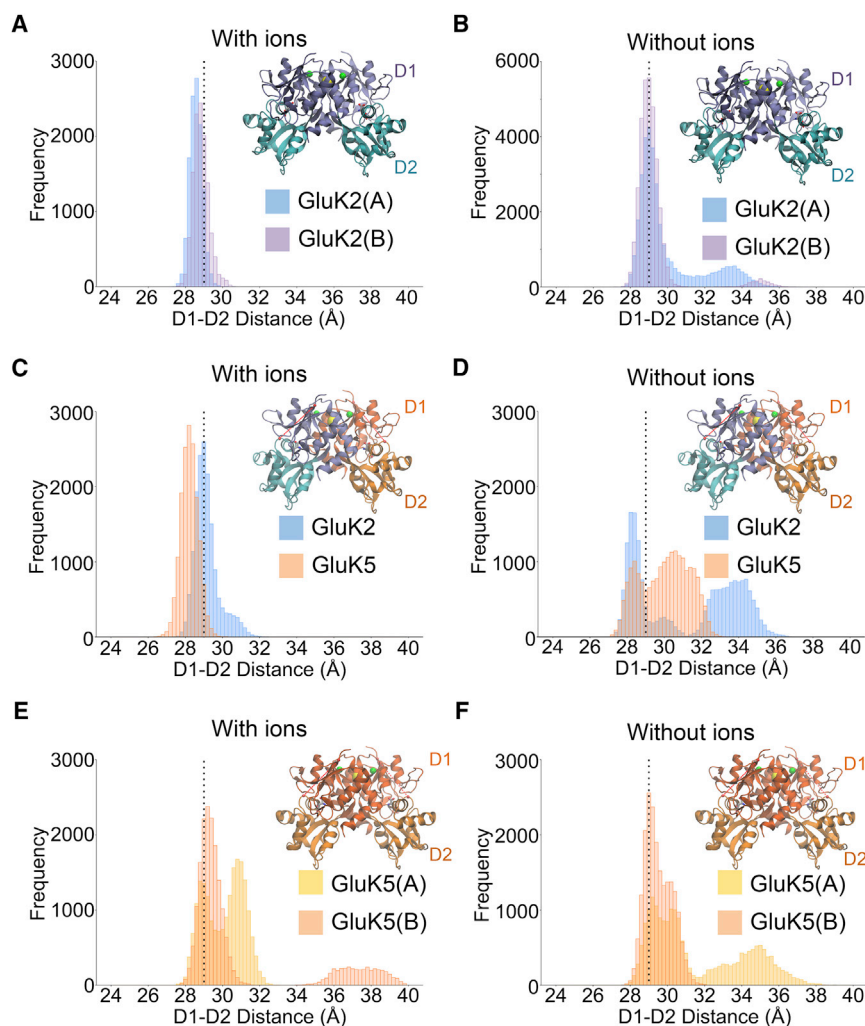 A
With ions
3000
2000
1000
0
Frequency
24 26 28 30 32 34 36 38 40
D1-D2 Distance (Å)
D1
D2
GluK2(A)
GluK2(B)
B
Without ions
6000
4000
2000
0
Frequency
24 26 28 30 32 34 36 38 40
D1-D2 Distance (Å)
D1
D2
GluK2(A)
GluK2(B)
C
With ions
3000
2000
1000
0
Frequency
24 26 28 30 32 34 36 38 40
D1-D2 Distance (Å)
D1
D2
GluK2
GluK5
D
Without ions
3000
2000
1000
0
Frequency
24 26 28 30 32 34 36 38 40
D1-D2 Distance (Å)
D1
D2
GluK2
GluK5
E
With ions
3000
2000
1000
0
Frequency
24 26 28 30 32 34 36 38 40
D1-D2 Distance (Å)
D1
D2
GluK5(A)
GluK5(B)
F
Without ions
3000
2000
1000
0
Frequency
24 26 28 30 32 34 36 38 40
D1-D2 Distance (Å)
D1
D2
GluK5(A)
GluK5(B)